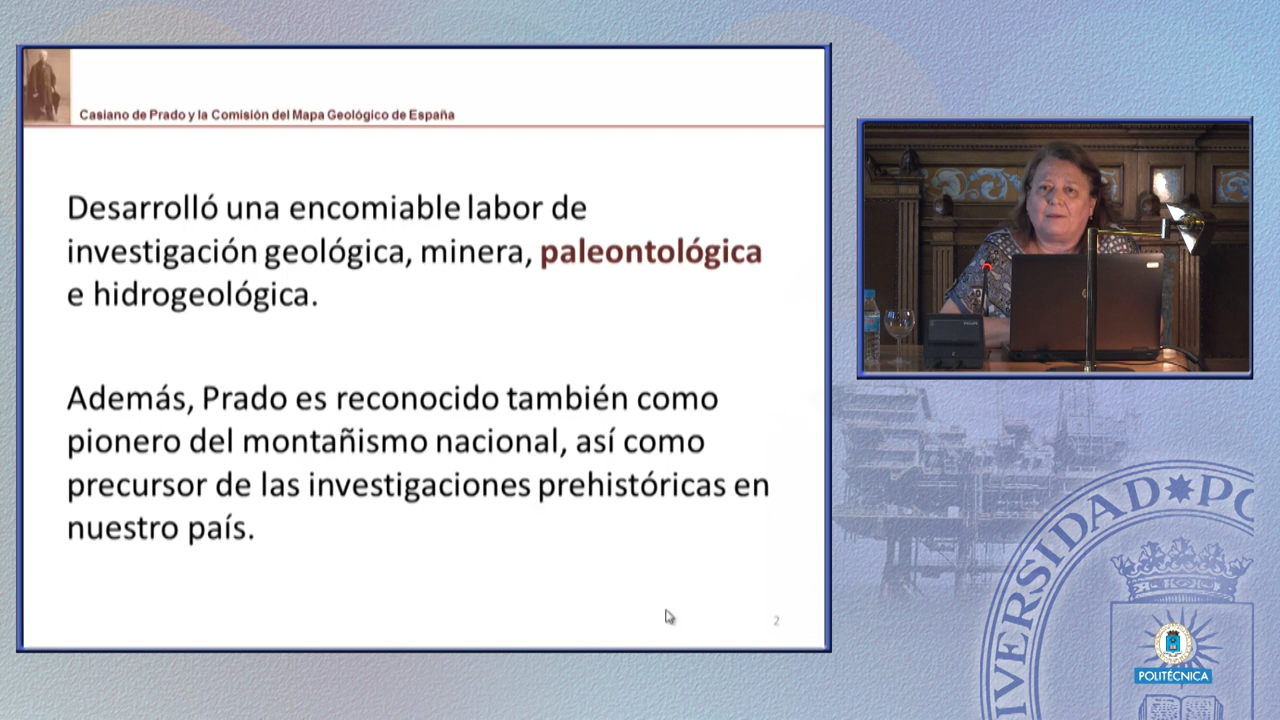 Casiano de Prado y la Comisión del Mapa Geológico de España
Desarrolló una encomiable labor de
investigación geológica, minera, paleontológica
e hidrogeológica.
Además, Prado es reconocido también como
pionero del montañismo nacional, así como
precursor de las investigaciones prehistóricas en
nuestro país.
2
IVERSIDAD PO
POLITÉCNICA